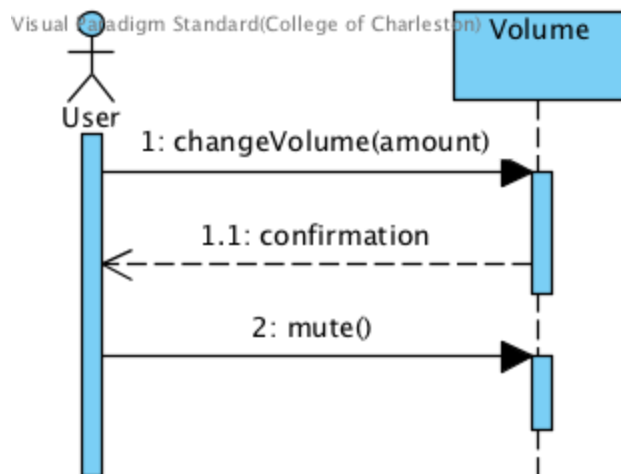 Visual Paradigm Standard(College of Charleston)
Volume
User
1: changeVolume(amount)
1.1: confirmation
2: mute()